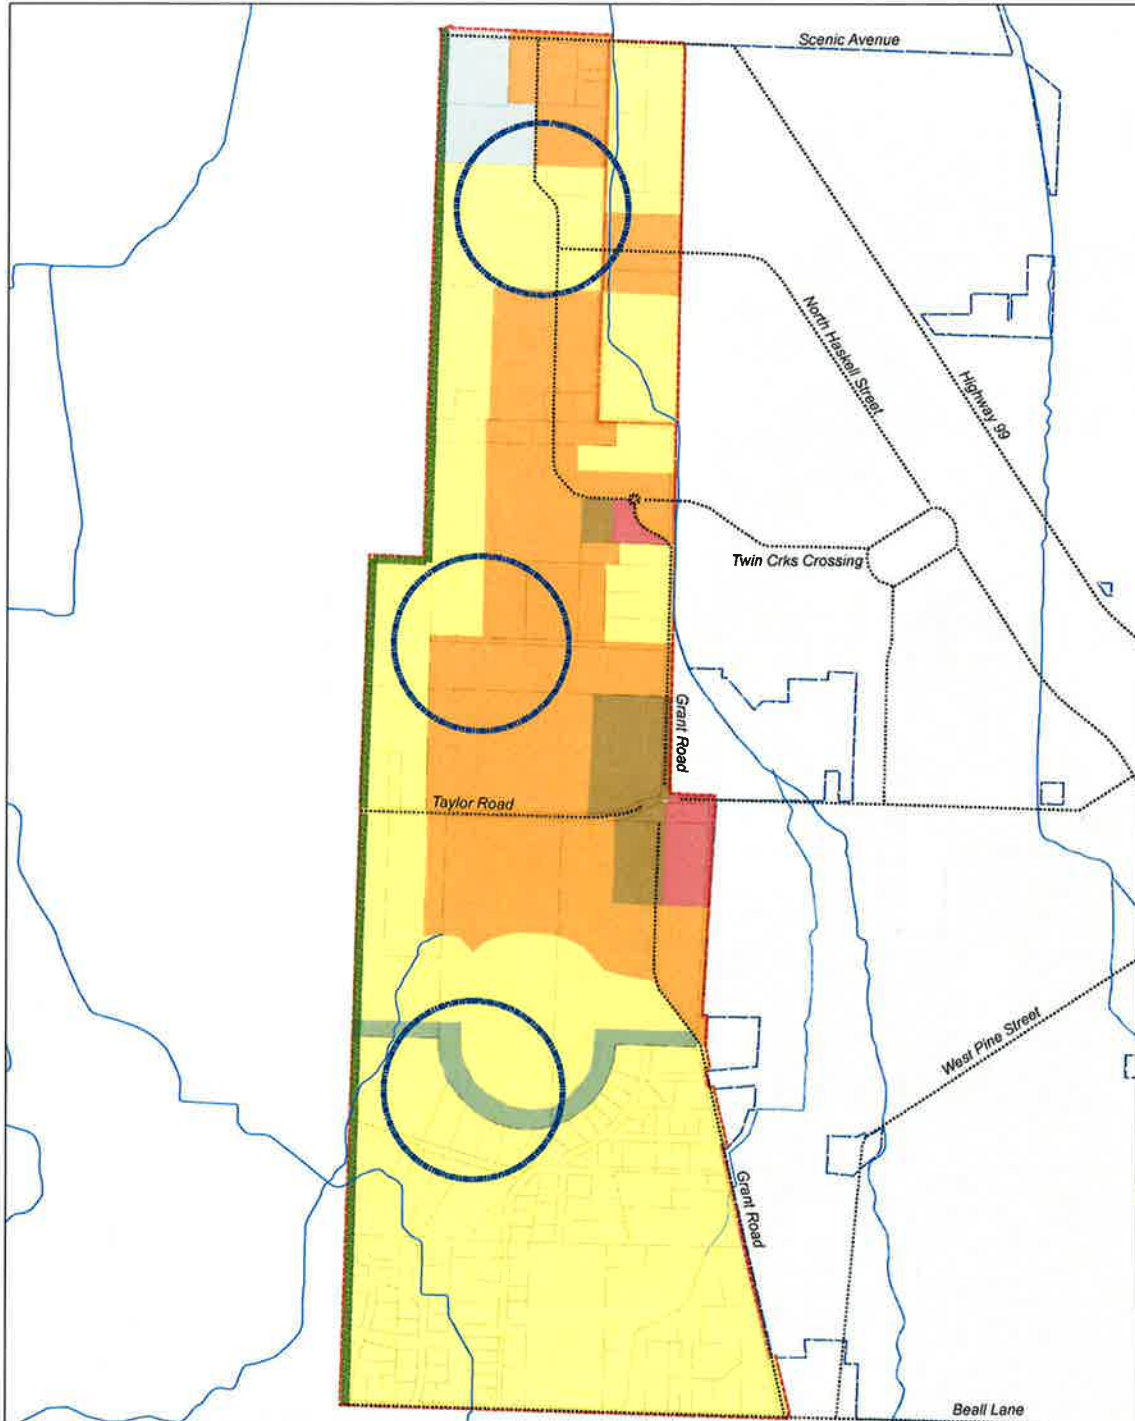 Scenic Avenue
North Haskell Street
Highway 99
Twin Crks Crossing
Grant Road
Taylor Road
West Pine Street
Grant Road
Beall Lane